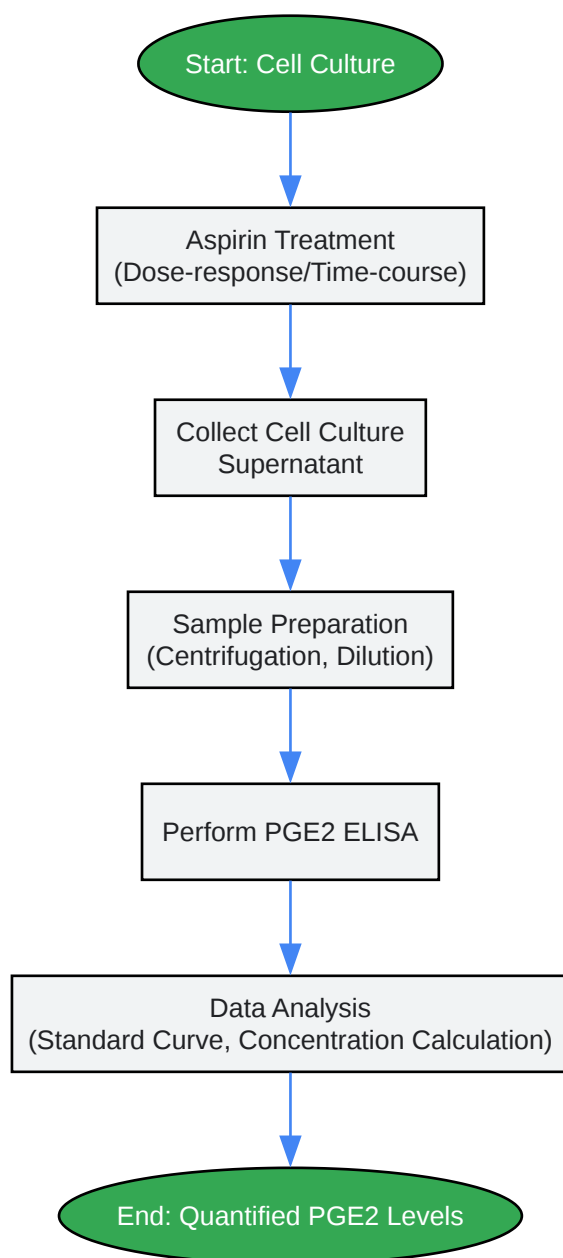 Start: Cell Culture
Aspirin Treatment
(Dose-response/Time-course)
Collect Cell Culture
Supernatant
Sample Preparation
(Centrifugation, Dilution)
Perform PGE2 ELISA
Data Analysis
(Standard Curve, Concentration Calculation)
End: Quantified PGE2 Levels